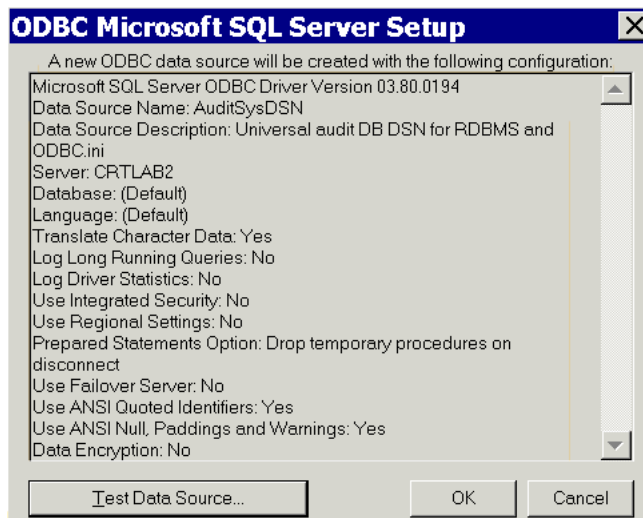 ODBC Microsoft SQL Server Setup
A new ODBC data source will be created with the following configuration:
Microsoft SQL Server ODBC Driver Version 03.80.0194
Data Source Name: AuditSysDSN
Data Source Description: Universal audit DB DSN for RDBMS and
ODBC.ini
Server: CRTLAB2
Database: (Default)
Language: (Default)
Translate Character Data: Yes
Log Long Running Queries: No
Log Driver Statistics: No
Use Integrated Security: No
Use Regional Settings: No
Prepared Statements Option: Drop temporary procedures on
disconnect
Use Failover Server: No
Use ANSI Quoted Identifiers: Yes
Use ANSI Null, Paddings and Warnings: Yes
Data Encryption: No
Test Data Source... OK Cancel